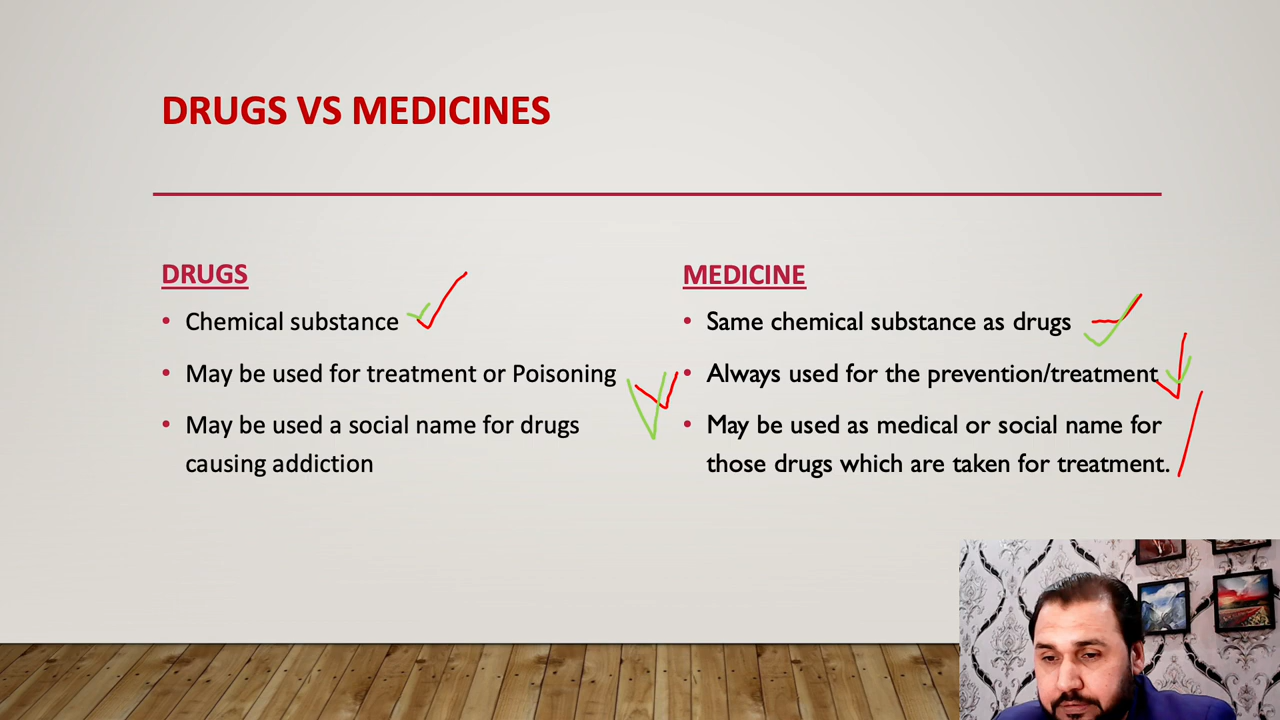 DRUGS VS MEDICINES
DRUGS
• Chemical substance
• May be used for treatment or Poisoning
• May be used a social name for drugs
causing addiction
MEDICINE
• Same chemical substance as drugs
• Always used for the prevention/treatment
• May be used as medical or social name for
those drugs which are taken for treatment.